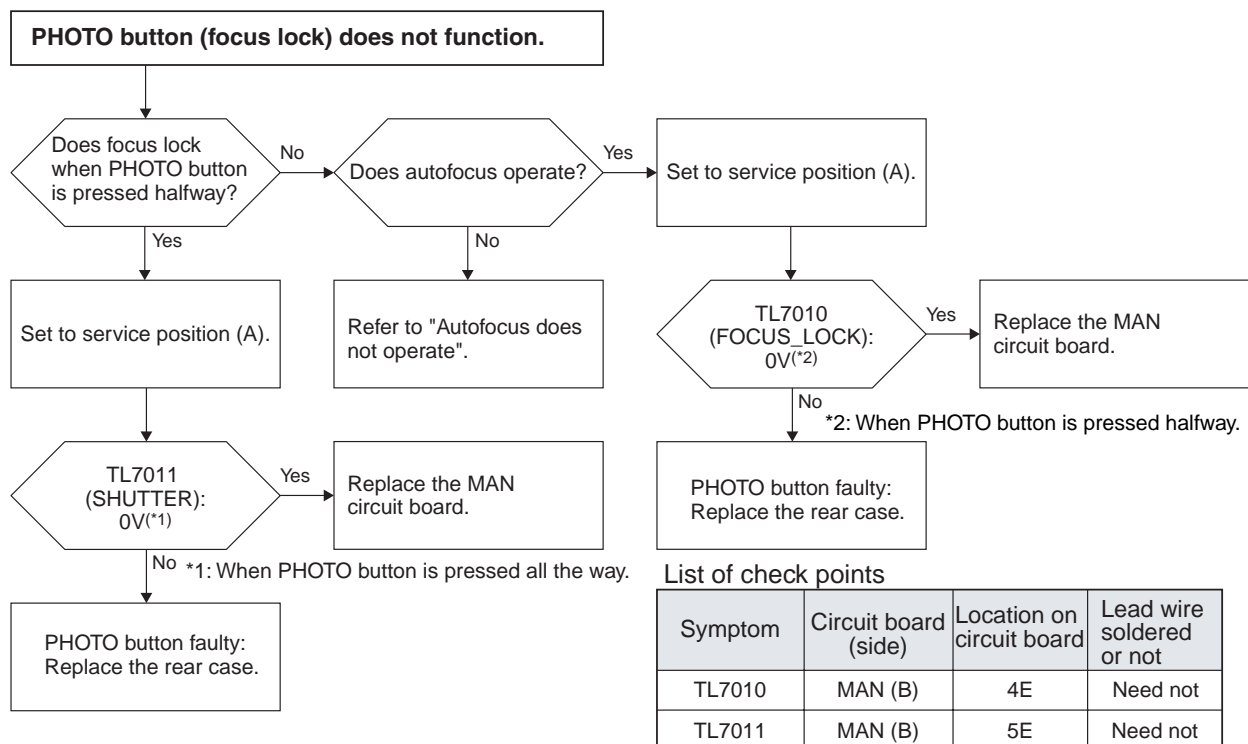 PHOTO button (focus lock) does not function.
Does focus lock
when PHOTO button
is pressed halfway?
No
Does autofocus operate?
Yes
Set to service position (A).
Yes
No
Set to service position (A).
Refer to "Autofocus does
not operate".
TL7010
(FOCUS_LOCK):
0V(*2)
Yes
Replace the MAN
circuit board.
No
*2: When PHOTO button is pressed halfway.
TL7011
(SHUTTER):
0V(*1)
Yes
Replace the MAN
circuit board.
PHOTO button faulty:
Replace the rear case.
No
*1: When PHOTO button is pressed all the way.
PHOTO button faulty:
Replace the rear case.
List of check points
Symptom
Circuit board
(side)
Location on
circuit board
Lead wire
soldered
or not
TL7010
MAN (B)
4E
Need not
TL7011
MAN (B)
5E
Need not